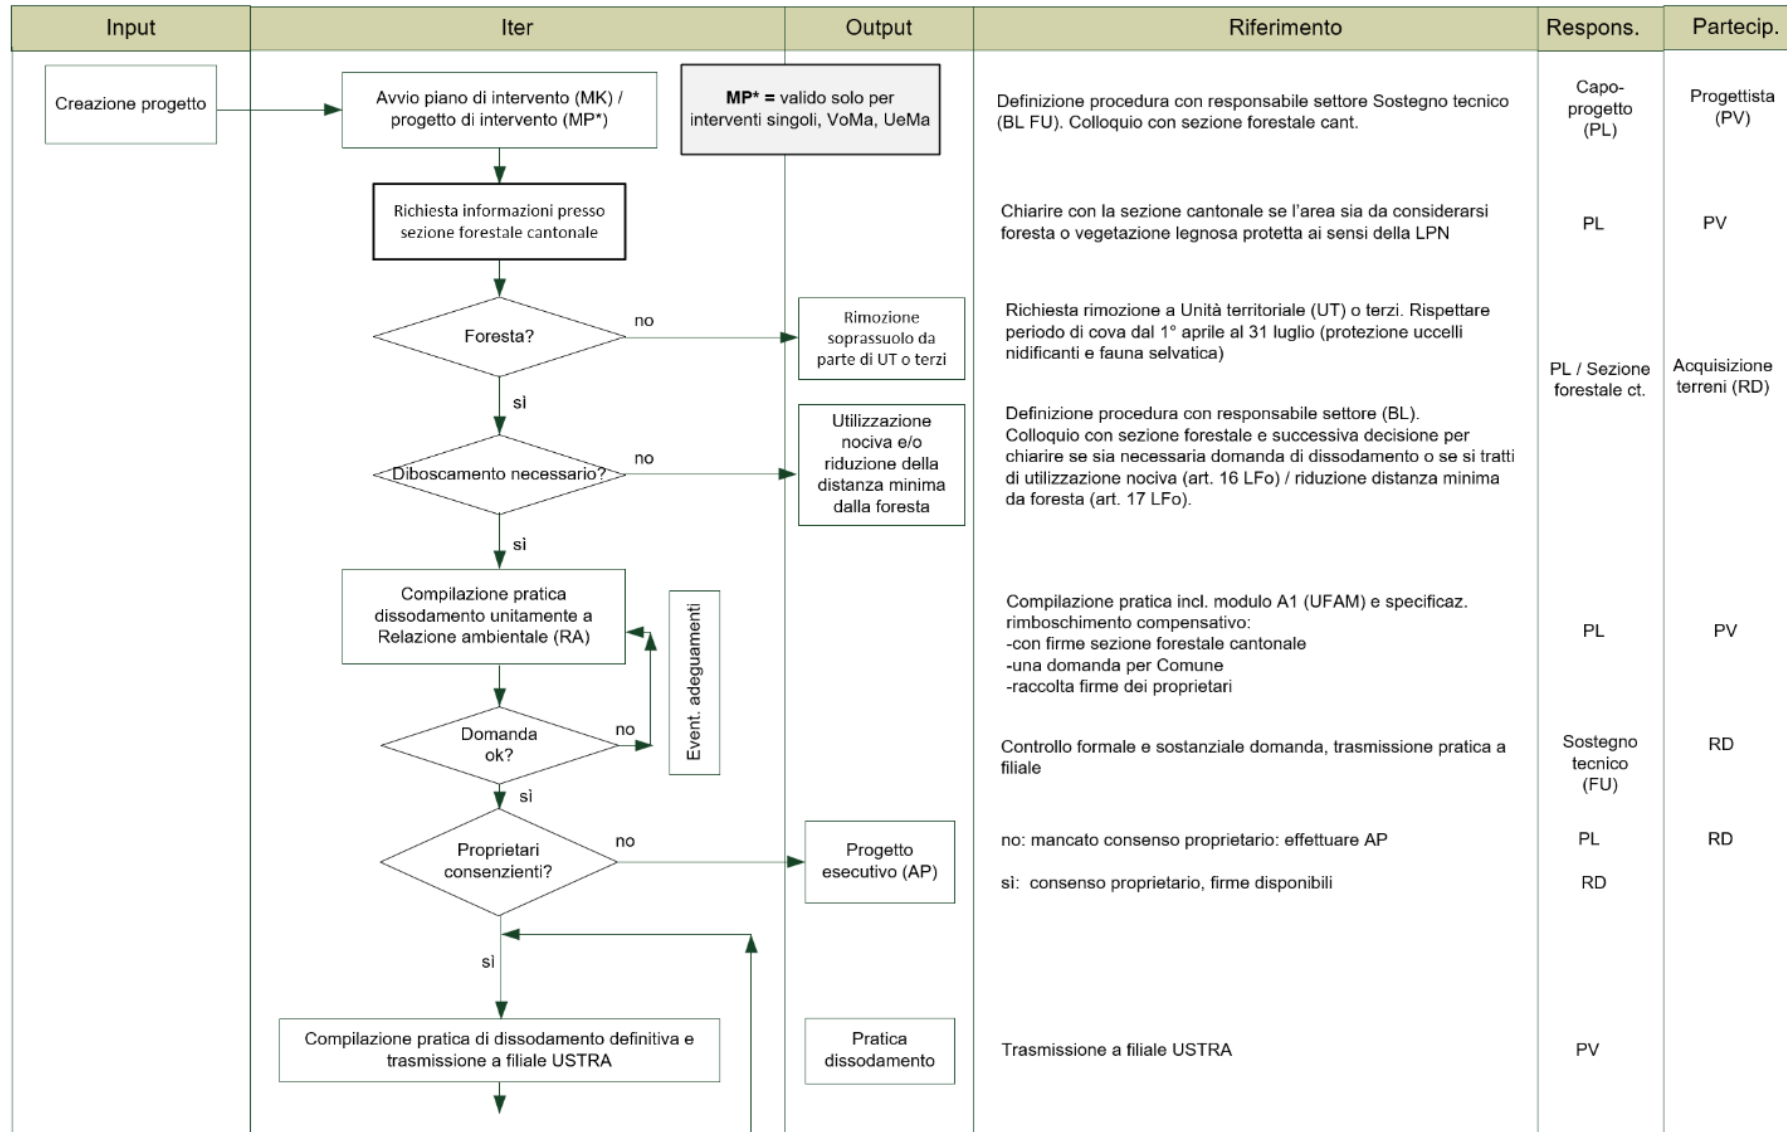 Input
Iter
Output
Riferimento
Respons.
Partecip.
Creazione progetto
Avvio piano di intervento (MK) /
progetto di intervento (MP*)
MP* = valido solo per
interventi singoli, VoMa, UeMa
Definizione procedura con responsabile settore Sostegno tecnico
(BL FU). Colloquio con sezione forestale cant.
Capo-
progetto
(PL)
Progettista
(PV)
Richiesta informazioni presso
sezione forestale cantonale
Chiarire con la sezione cantonale se l'area sia da considerarsi
foresta o vegetazione legnosa protetta ai sensi della LPN
PL
PV
Foresta?
no
Rimozione
soprassuolo da
parte di UT o terzi
Richiesta rimozione a Unità territoriale (UT) o terzi. Rispettare
periodo di cova dal 1° aprile al 31 luglio (protezione uccelli
nidificanti e fauna selvatica)
PL / Sezione
forestale ct.
Acquisizione
terreni (RD)
sì
Diboscamento necessario?
no
Utilizzazione
nociva e/o
riduzione della
distanza minima
dalla foresta
Definizione procedura con responsabile settore (BL).
Colloquio con sezione forestale e successiva decisione per
chiarire se sia necessaria domanda di dissodamento o se si tratti
di utilizzazione nociva (art. 16 LFo) / riduzione distanza minima
da foresta (art. 17 LFo).
sì
Compilazione pratica
dissodamento unitamente a
Relazione ambientale (RA)
Event. adeguamenti
Compilazione pratica incl. modulo A1 (UFAM) e specificaz.
rimboschimento compensativo:
-con firme sezione forestale cantonale
-una domanda per Comune
-raccolta firme dei proprietari
PL
PV
Domanda
ok?
no
Controllo formale e sostanziale domanda, trasmissione pratica a
filiale
Sostegno
tecnico
(FU)
RD
sì
Proprietari
consenzienti?
no
Progetto
esecutivo (AP)
no: mancato consenso proprietario: effettuare AP
PL
RD
sì: consenso proprietario, firme disponibili
RD
sì
Compilazione pratica di dissodamento definitiva e
trasmissione a filiale USTRA
Pratica
dissodamento
Trasmissione a filiale USTRA
PV